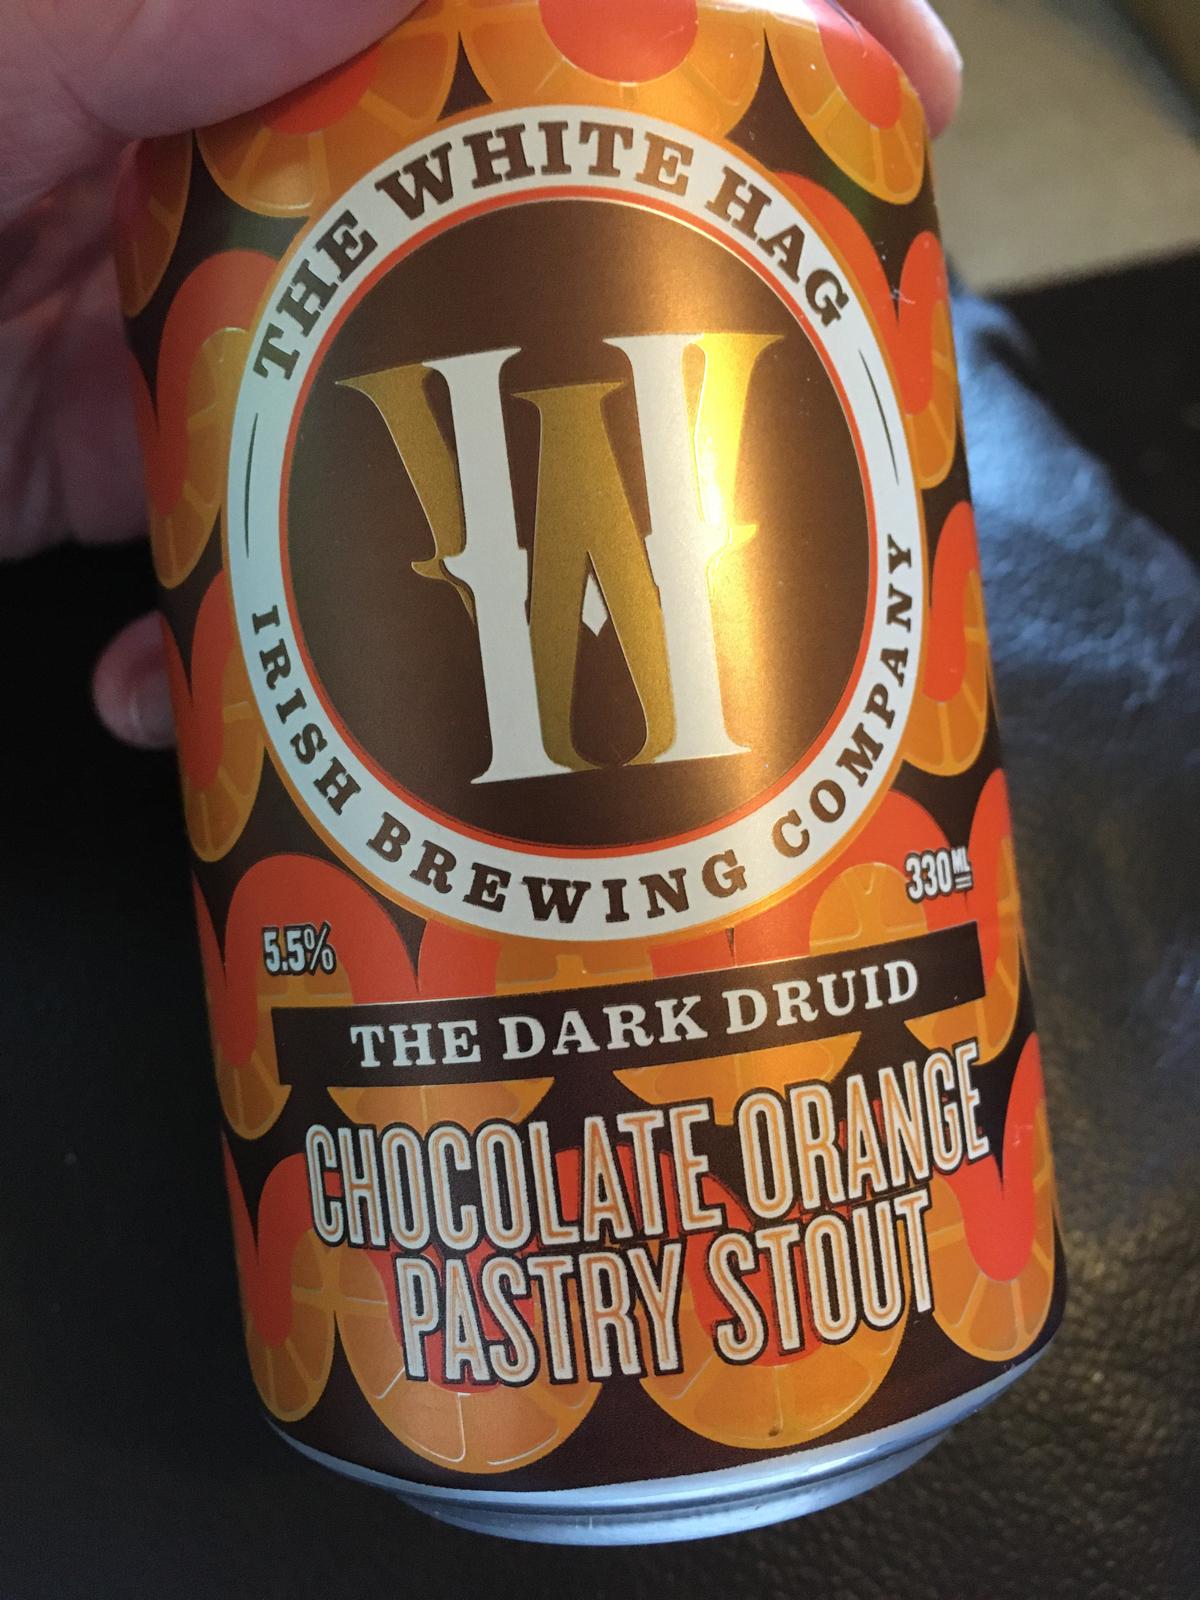 THE WHITE HAG
W
IRISH BREWING COMPANY
330ML
5.5%
THE DARK DRUID
CHOCOLATE ORANGE
PASTRY STOUT